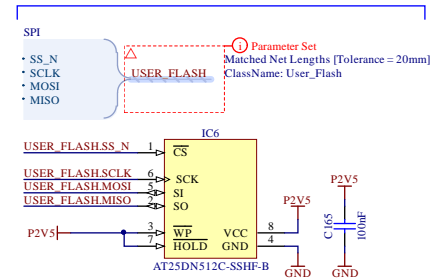 SPI
· SS_N
· SCLK
· MOSI
· MISO
USER_FLASH
i Parameter Set
Matched Net Lengths [Tolerance = 20mm]
ClassName: User_Flash
IC6
USER_FLASH.SS_N 1 CS
USER_FLASH.SCLK 6 SCK
USER_FLASH.MOSI 5 SI
USER_FLASH.MISO 2 SO
P2V5 3 WP VCC 8 P2V5
7 HOLD GND 4
AT25DN512C-SSHF-B
GND
P2V5
C165
100nF
GND